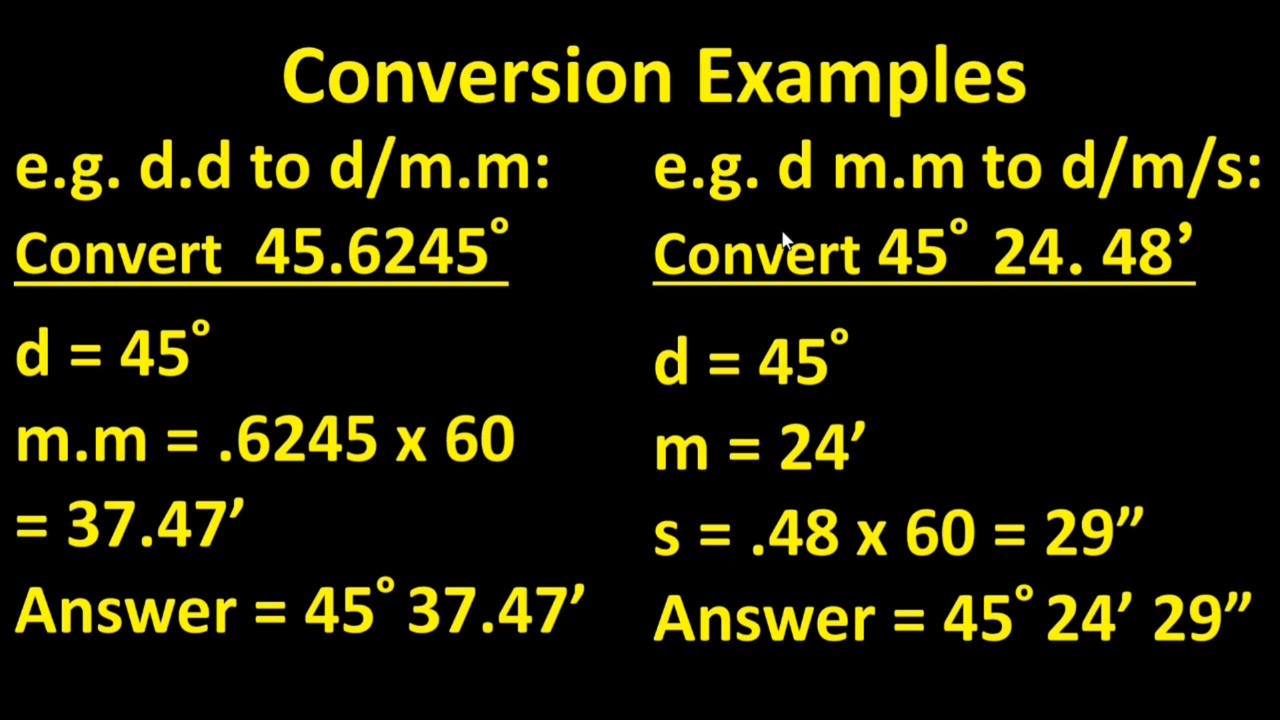 Conversion Examples
e.g. d.d to d/m.m:
Convert 45.6245°
d = 45°
m.m = .6245 x 60
= 37.47’
Answer = 45° 37.47’
e.g. d m.m to d/m/s:
Convert 45° 24. 48’
d = 45°
m = 24’
s = .48 x 60 = 29”
Answer = 45° 24’ 29”